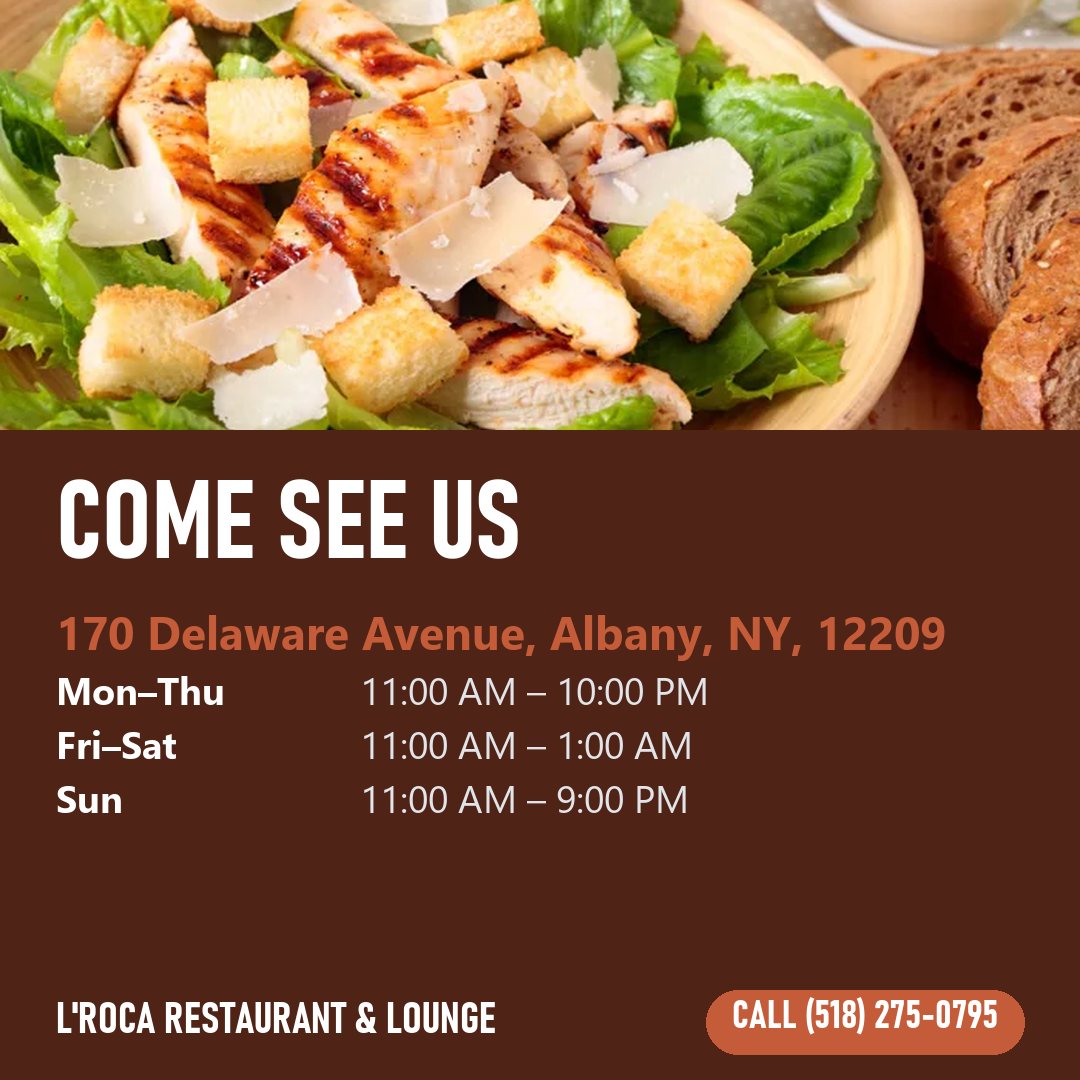 COME SEE US
170 Delaware Avenue, Albany, NY, 12209
Mon–Thu 11:00 AM – 10:00 PM
Fri–Sat 11:00 AM – 1:00 AM
Sun 11:00 AM – 9:00 PM
L'ROCA RESTAURANT & LOUNGE
CALL (518) 275-0795